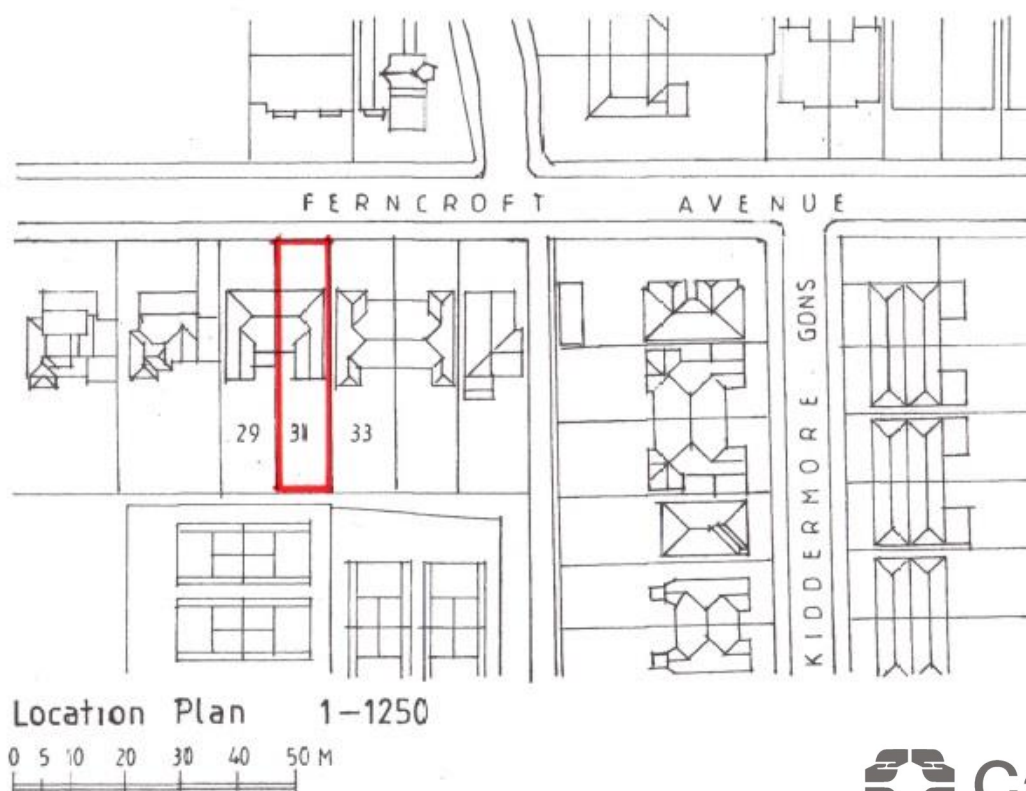 FERNCROFT AVENUE
KIDDERMORE GDNS
29 31 33
Location Plan 1-1250
0 5 10 20 30 40 50 M